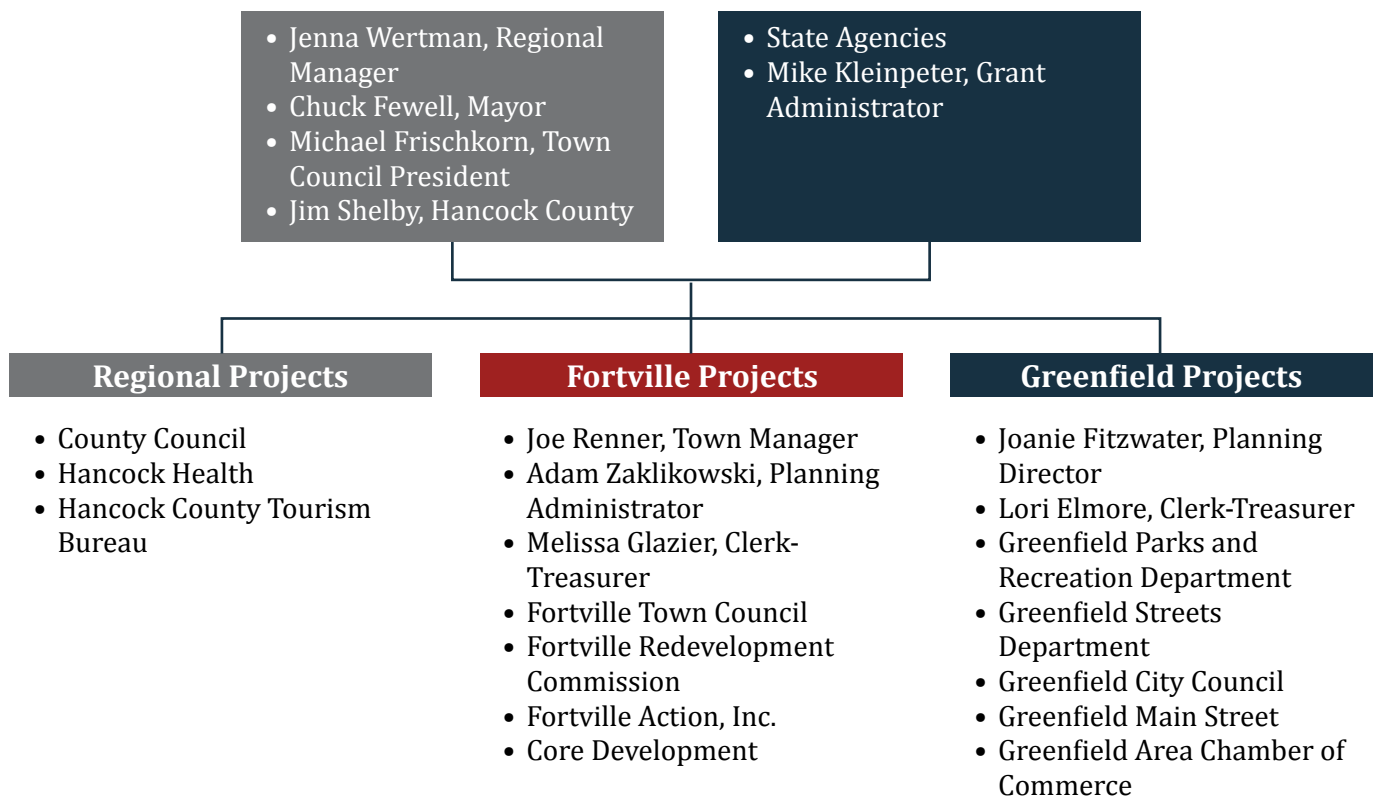 • Jenna Wertman, Regional
Manager
• Chuck Fewell, Mayor
• Michael Frischkorn, Town
Council President
• Jim Shelby, Hancock County
• State Agencies
• Mike Kleinpeter, Grant
Administrator
Regional Projects
• County Council
• Hancock Health
• Hancock County Tourism
Bureau
Fortville Projects
• Joe Renner, Town Manager
• Adam Zaklikowski, Planning
Administrator
• Melissa Glazier, Clerk-
Treasurer
• Fortville Town Council
• Fortville Redevelopment
Commission
• Fortville Action, Inc.
• Core Development
Greenfield Projects
• Joanie Fitzwater, Planning
Director
• Lori Elmore, Clerk-Treasurer
• Greenfield Parks and
Recreation Department
• Greenfield Streets
Department
• Greenfield City Council
• Greenfield Main Street
• Greenfield Area Chamber of
Commerce